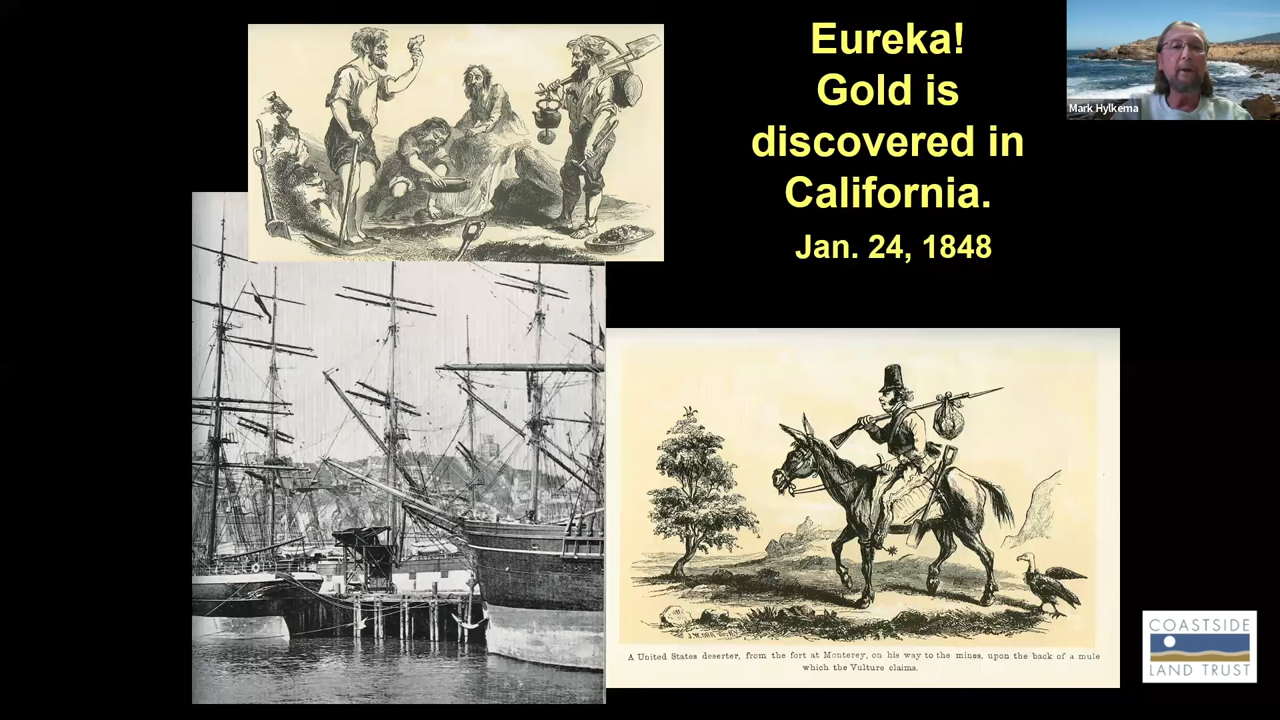 Eureka!
Gold is
discovered in
California.
Jan. 24, 1848
Mark Hylkema
A United States deserter, from the fort at Monterey, on his way to the mines, upon the back of a mule
which the Vulture claims.
COASTSIDE
LAND TRUST